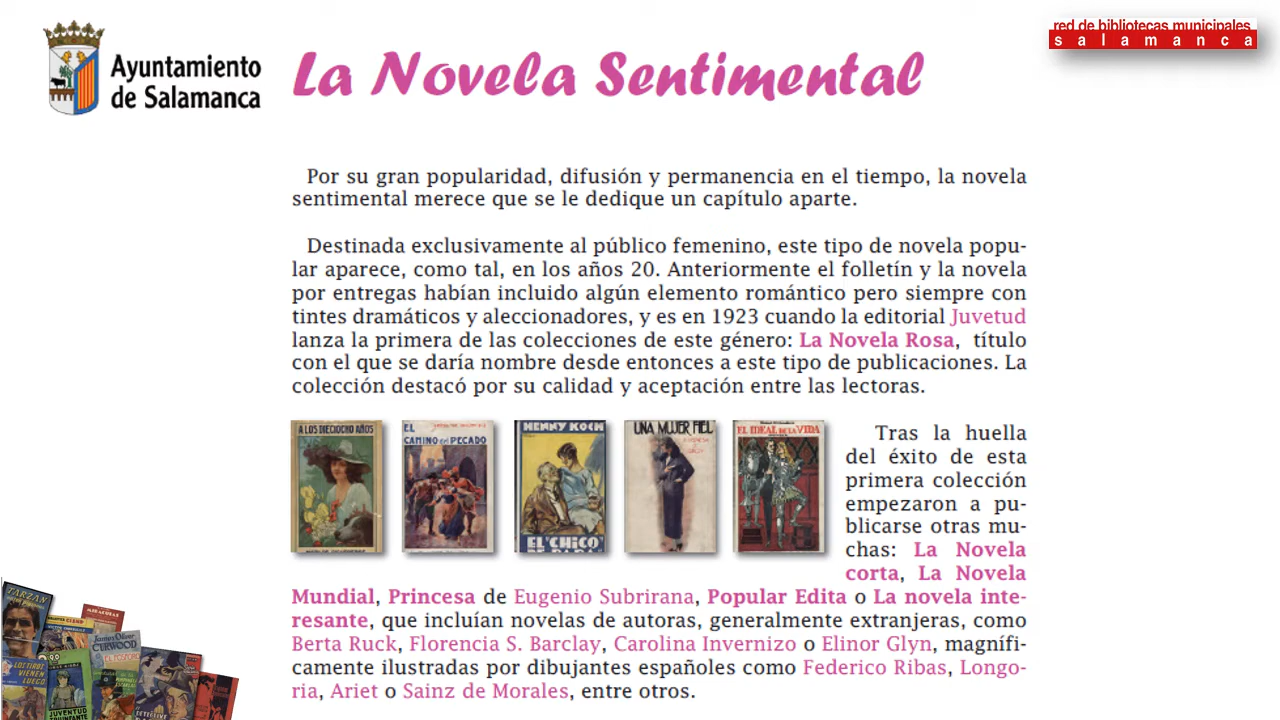 Ayuntamiento
de Salamanca
La Novela Sentimental
red de bibliotecas municipales
salamanca
Por su gran popularidad, difusión y permanencia en el tiempo, la novela
sentimental merece que se le dedique un capítulo aparte.
Destinada exclusivamente al público femenino, este tipo de novela popu-
lar aparece, como tal, en los años 20. Anteriormente el folletín y la novela
por entregas habían incluido algún elemento romántico pero siempre con
tintes dramáticos y aleccionadores, y es en 1923 cuando la editorial Juvetud
lanza la primera de las colecciones de este género: La Novela Rosa, título
con el que se daría nombre desde entonces a este tipo de publicaciones. La
colección destacó por su calidad y aceptación entre las lectoras.
A LOS DIECIOCHO AÑOS
EL
CAMINO del PECADO
HENNY KOCH
EL "CHICO"
DE PAPÁ
UNA MUJER FIEL
EL IDEAL de la VIDA
Tras la huella
del éxito de esta
primera colección
empezaron a pu-
blicarse otras mu-
chas: La Novela
corta, La Novela
Mundial, Princesa de Eugenio Subrirana, Popular Edita o La novela inte-
resante, que incluían novelas de autoras, generalmente extranjeras, como
Berta Ruck, Florencia S. Barclay, Carolina Invernizo o Elinor Glyn, magnífi-
camente ilustradas por dibujantes españoles como Federico Ribas, Longo-
ria, Ariet o Sainz de Morales, entre otros.
TARZAN
James Oliver
CURWOOD
LOS TIROS
VIENEN
LUEGO
JUVENTUD
TRIUNFANTE